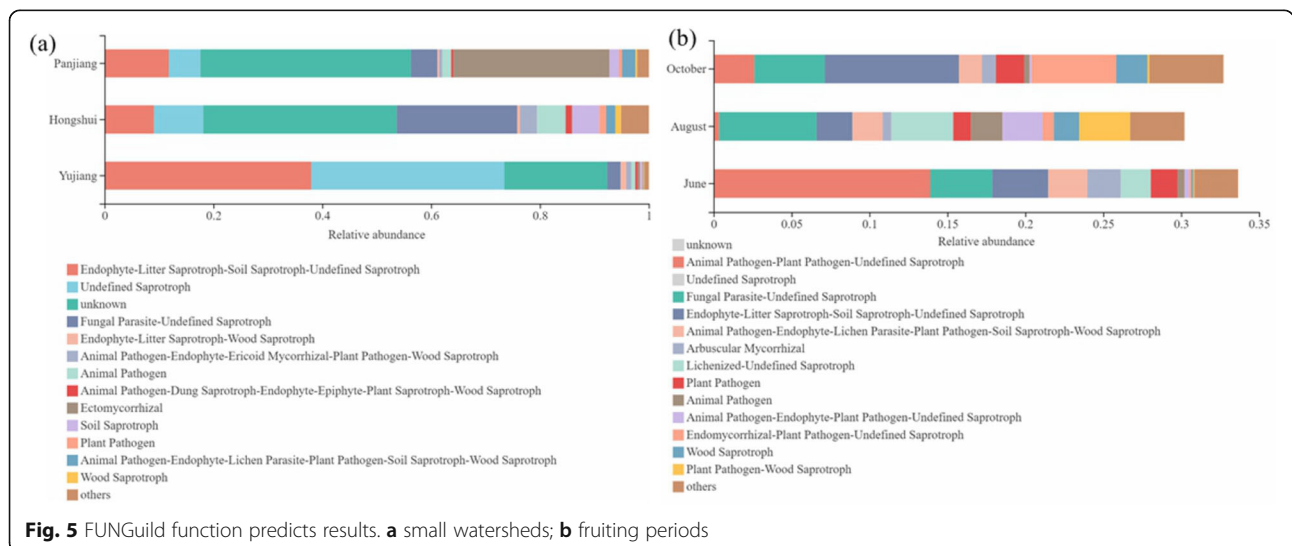 (a)
Panjiang
Hongshui
Yujiang
0
0.2
0.4
0.6
0.8
1
Relative abundance
Endophyte-Litter Saprotroph-Soil Saprotroph-Undefined Saprotroph
Undefined Saprotroph
unknown
Fungal Parasite-Undefined Saprotroph
Endophyte-Litter Saprotroph-Wood Saprotroph
Animal Pathogen-Endophyte-Ericoid Mycorrhizal-Plant Pathogen-Wood Saprotroph
Animal Pathogen
Animal Pathogen-Dung Saprotroph-Endophyte-Epiphyte-Plant Saprotroph-Wood Saprotroph
Ectomycorrhizal
Soil Saprotroph
Plant Pathogen
Animal Pathogen-Endophyte-Lichen Parasite-Plant Pathogen-Soil Saprotroph-Wood Saprotroph
Wood Saprotroph
others
(b)
October
August
June
0
0.05
0.1
0.15
0.2
0.25
0.3
0.35
Relative abundance
unknown
Animal Pathogen-Plant Pathogen-Undefined Saprotroph
Undefined Saprotroph
Fungal Parasite-Undefined Saprotroph
Endophyte-Litter Saprotroph-Soil Saprotroph-Undefined Saprotroph
Animal Pathogen-Endophyte-Lichen Parasite-Plant Pathogen-Soil Saprotroph-Wood Saprotroph
Arbuscular Mycorrhizal
Lichenized-Undefined Saprotroph
Plant Pathogen
Animal Pathogen
Animal Pathogen-Endophyte-Plant Pathogen-Undefined Saprotroph
Endomycorrhizal-Plant Pathogen-Undefined Saprotroph
Wood Saprotroph
Plant Pathogen-Wood Saprotroph
others
Fig. 5 FUNGuild function predicts results. a small watersheds; b fruiting periods